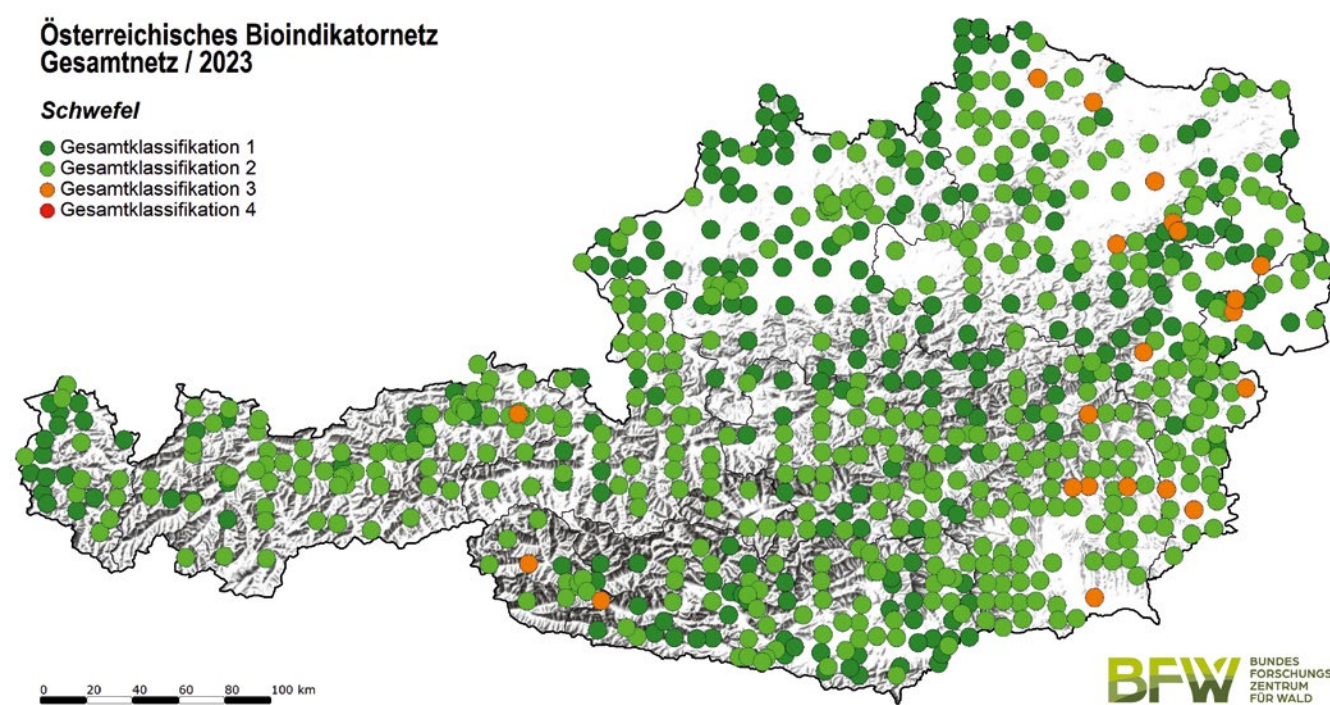 Österreichisches Bioindikatornetz
Gesamtnetz / 2023
Schwefel
Gesamtklassifikation 1
Gesamtklassifikation 2
Gesamtklassifikation 3
Gesamtklassifikation 4
0 20 40 60 80 100 km
BFW
BUNDES
FORSCHUNGS
ZENTRUM
FÜR WALD